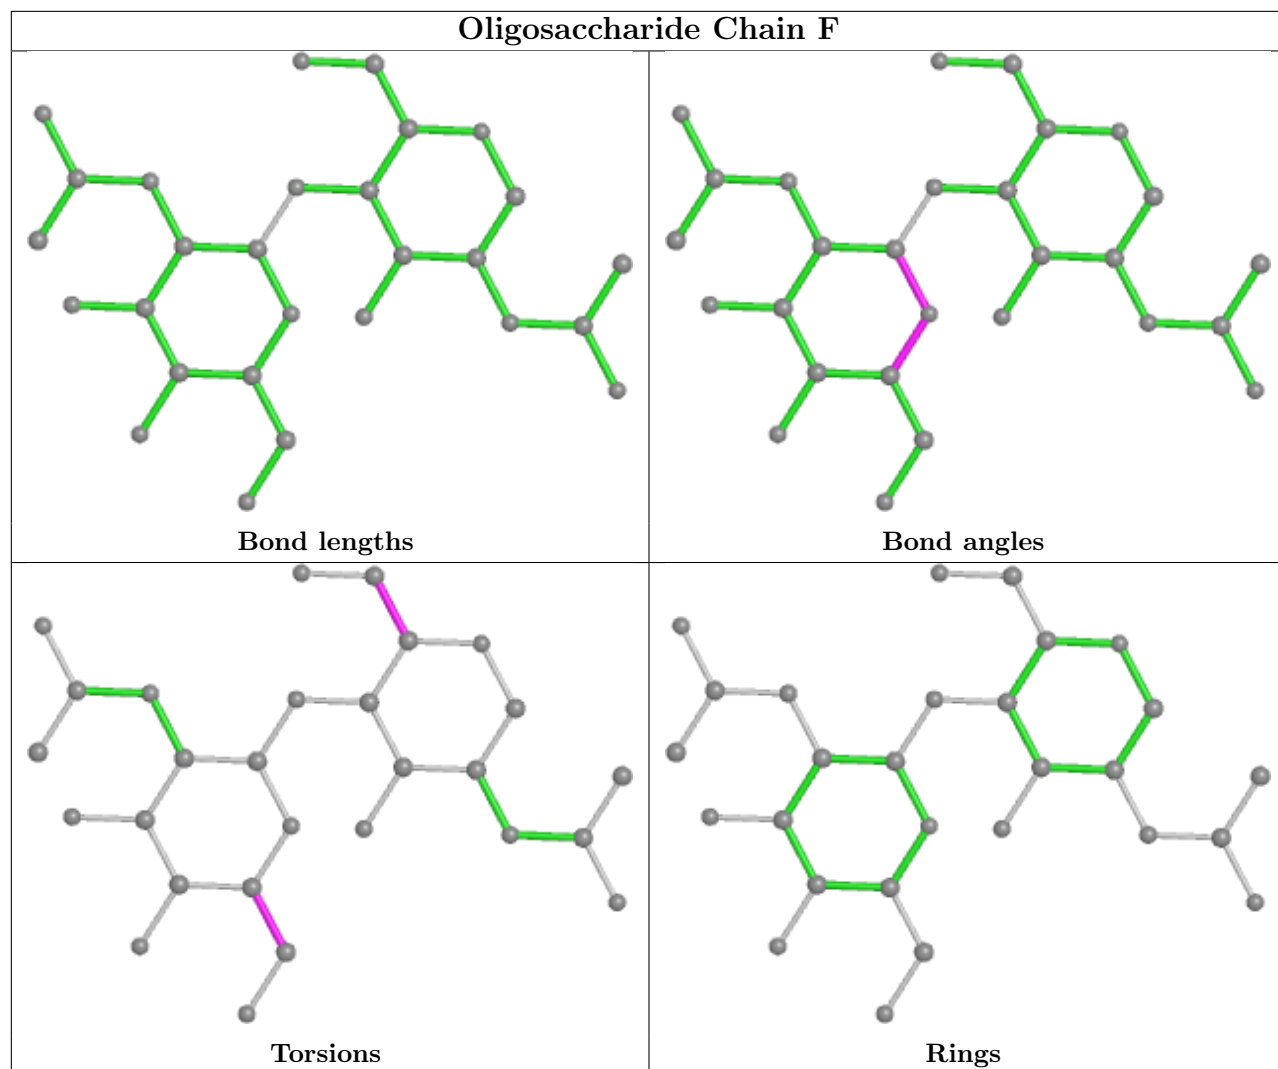 Oligosaccharide Chain F
Bond lengths
Bond angles
Torsions
Rings